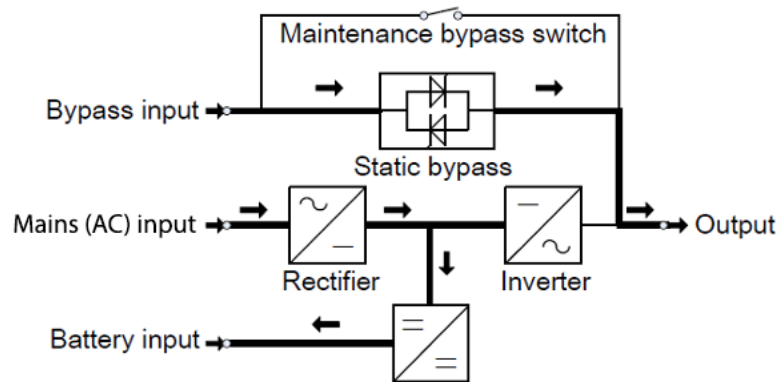 Maintenance bypass switch
Bypass input
Static bypass
Mains (AC) input
Output
Rectifier
Inverter
Battery input